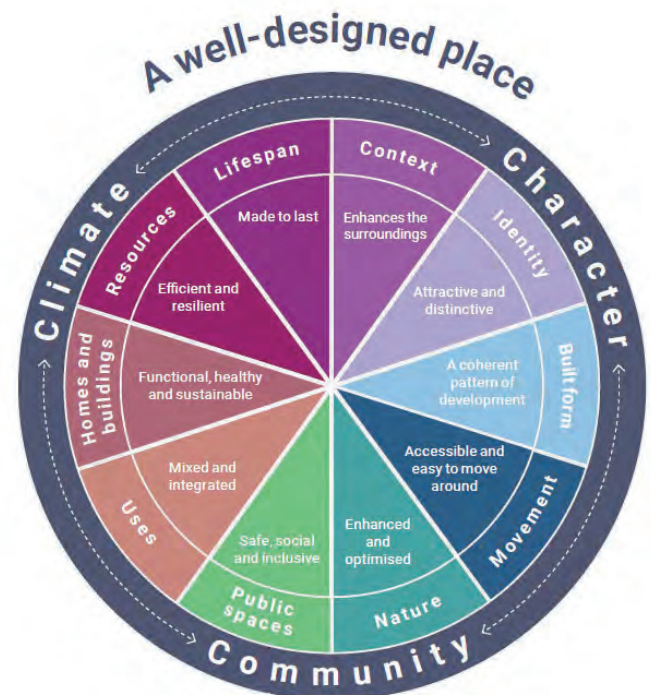 A well-designed place
Climate
Character
Community
Context
Enhances the
surroundings
Identity
Attractive and
distinctive
Built form
A coherent
pattern of
development
Movement
Accessible and
easy to move
around
Nature
Enhanced
and
optimised
Public
spaces
Safe, social
and inclusive
Uses
Mixed and
integrated
Homes and
buildings
Functional, healthy
and sustainable
Resources
Efficient and
resilient
Lifespan
Made to last